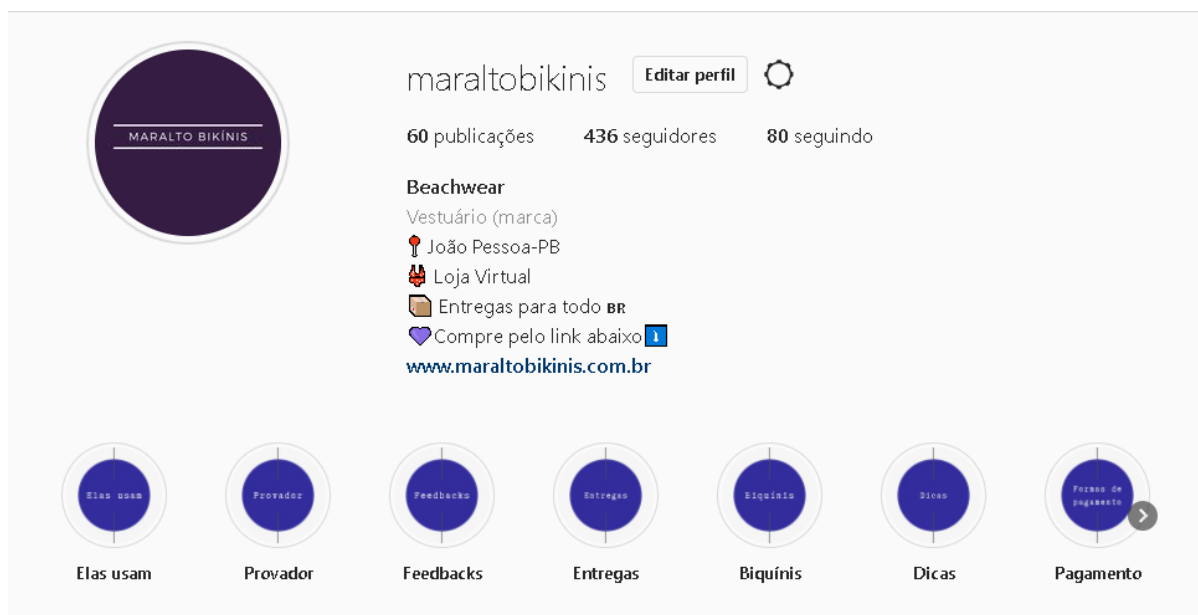 MARALTO BIKÍNIS
maraltobikinis Editar perfil
60 publicações 436 seguidores 80 seguindo
Beachwear
Vestuário (marca)
João Pessoa-PB
Loja Virtual
Entregas para todo BR
Compre pelo link abaixo
www.maraltobikinis.com.br
Elas usam Provador Feedbacks Entregas Biquínis Dicas Formas de
pagamento
Elas usam Provador Feedbacks Entregas Biquínis Dicas Pagamento